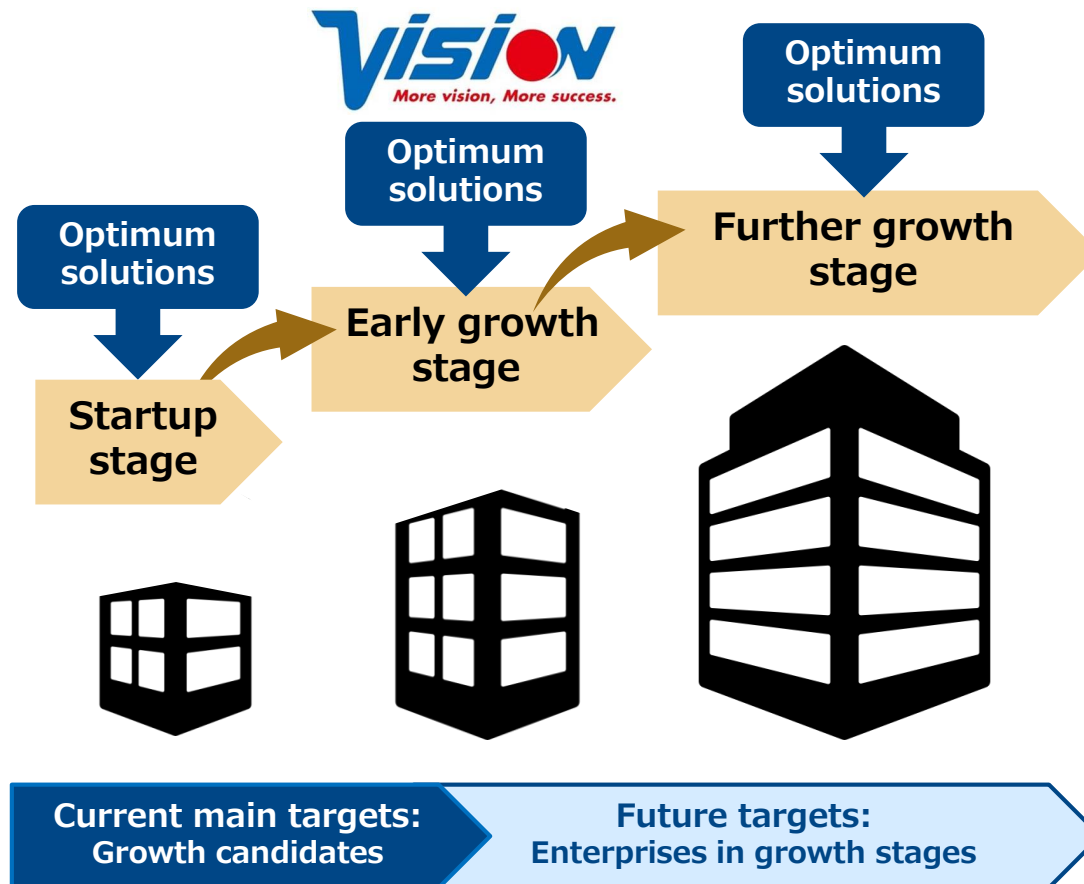 Vision
More vision, More success.
Optimum
solutions
Optimum
solutions
Optimum
solutions
Startup
stage
Early growth
stage
Further growth
stage
Current main targets:
Growth candidates
Future targets:
Enterprises in growth stages